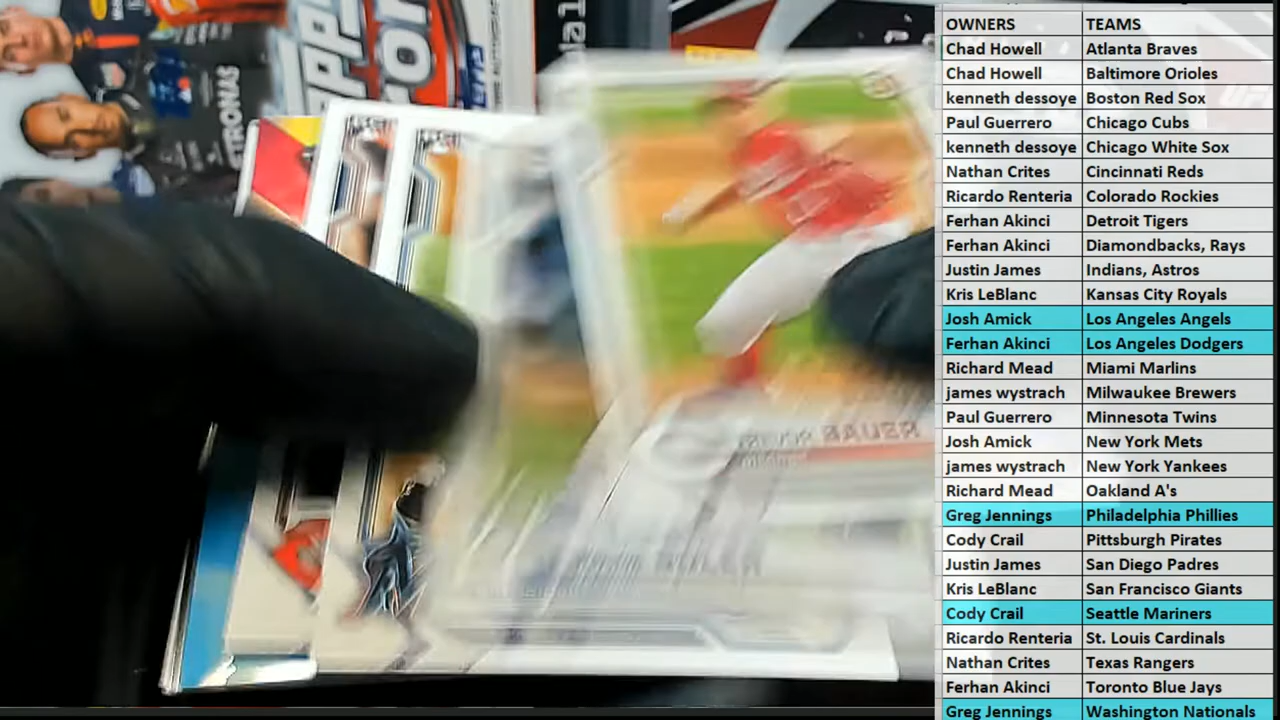 ETRONAS
BAUER
OWNERS TEAMS
Chad Howell Atlanta Braves
Chad Howell Baltimore Orioles
kenneth dessoye Boston Red Sox
Paul Guerrero Chicago Cubs
kenneth dessoye Chicago White Sox
Nathan Crites Cincinnati Reds
Ricardo Renteria Colorado Rockies
Ferhan Akinci Detroit Tigers
Ferhan Akinci Diamondbacks, Rays
Justin James Indians, Astros
Kris LeBlanc Kansas City Royals
Josh Amick Los Angeles Angels
Ferhan Akinci Los Angeles Dodgers
Richard Mead Miami Marlins
james wystrach Milwaukee Brewers
Paul Guerrero Minnesota Twins
Josh Amick New York Mets
james wystrach New York Yankees
Richard Mead Oakland A's
Greg Jennings Philadelphia Phillies
Cody Crail Pittsburgh Pirates
Justin James San Diego Padres
Kris LeBlanc San Francisco Giants
Cody Crail Seattle Mariners
Ricardo Renteria St. Louis Cardinals
Nathan Crites Texas Rangers
Ferhan Akinci Toronto Blue Jays
Greg Jennings Washington Nationals